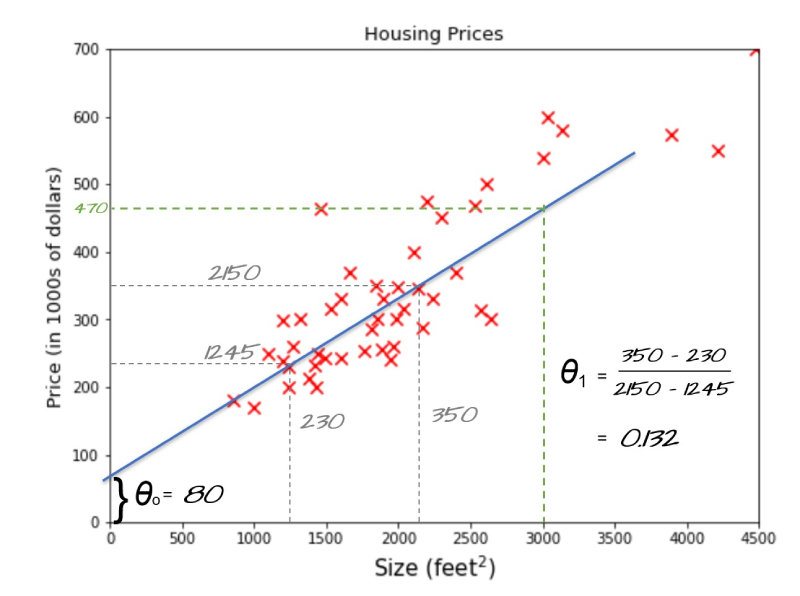 Housing Prices
Price (in 1000s of dollars)
700
600
500
470
400
300
200
100
0
2150
1245
230
350
θ₀ = 80
θ₁ = 350 - 230
2150 - 1245
= 0.132
0 500 1000 1500 2000 2500 3000 3500 4000 4500
Size (feet²)